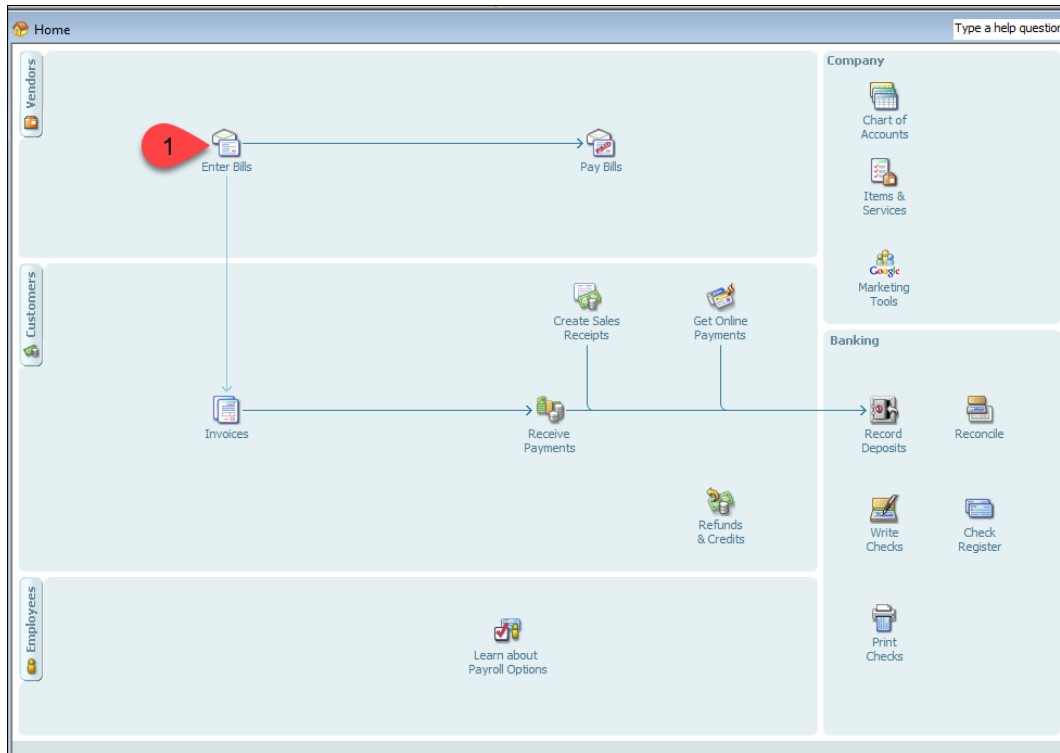 Home
Type a help question
Vendors
1
Enter Bills
Pay Bills
Customers
Create Sales
Receipts
Get Online
Payments
Invoices
Receive
Payments
Refunds
& Credits
Employees
Learn about
Payroll Options
Company
Chart of
Accounts
Items &
Services
Google
Marketing
Tools
Banking
Record
Deposits
Reconcile
Write
Checks
Check
Register
Print
Checks